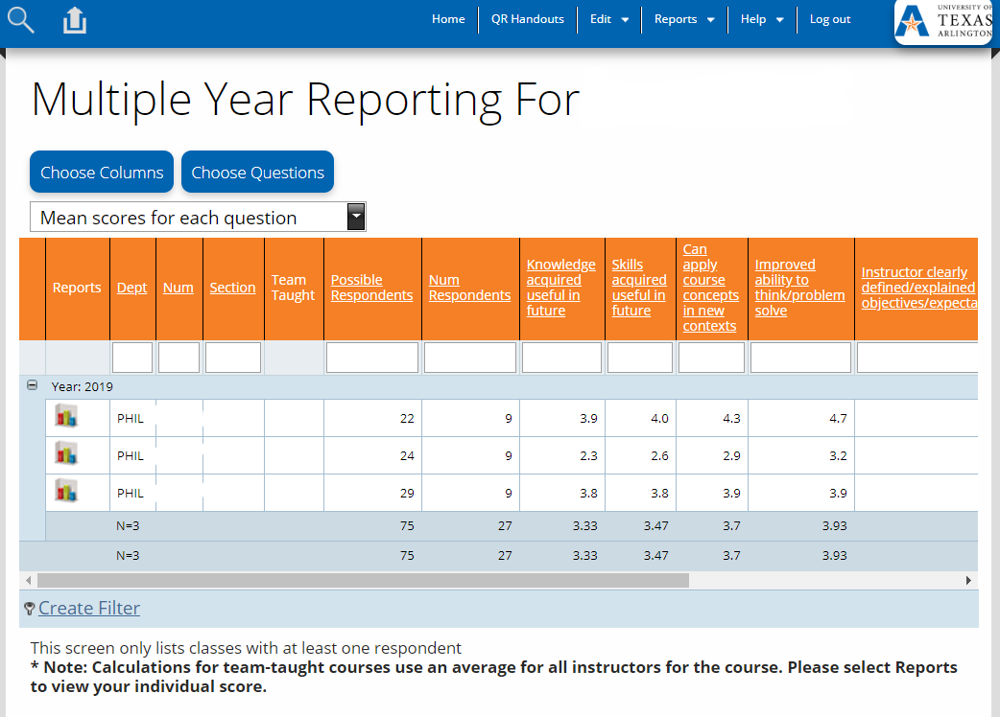 Home QR Handouts Edit Reports Help Log out
UNIVERSITY OF
TEXAS
ARLINGTON
Multiple Year Reporting For
Choose Columns Choose Questions
Mean scores for each question
Reports Dept Num Section Team Taught Possible Respondents Num Respondents Knowledge acquired useful in future Skills acquired useful in future Can apply course concepts in new contexts Improved ability to think/problem solve Instructor clearly defined/explained objectives/expecta
Year: 2019
PHIL 22 9 3.9 4.0 4.3 4.7
PHIL 24 9 2.3 2.6 2.9 3.2
PHIL 29 9 3.8 3.8 3.9 3.9
N=3 75 27 3.33 3.47 3.7 3.93
N=3 75 27 3.33 3.47 3.7 3.93
Create Filter
This screen only lists classes with at least one respondent
* Note: Calculations for team-taught courses use an average for all instructors for the course. Please select Reports
to view your individual score.